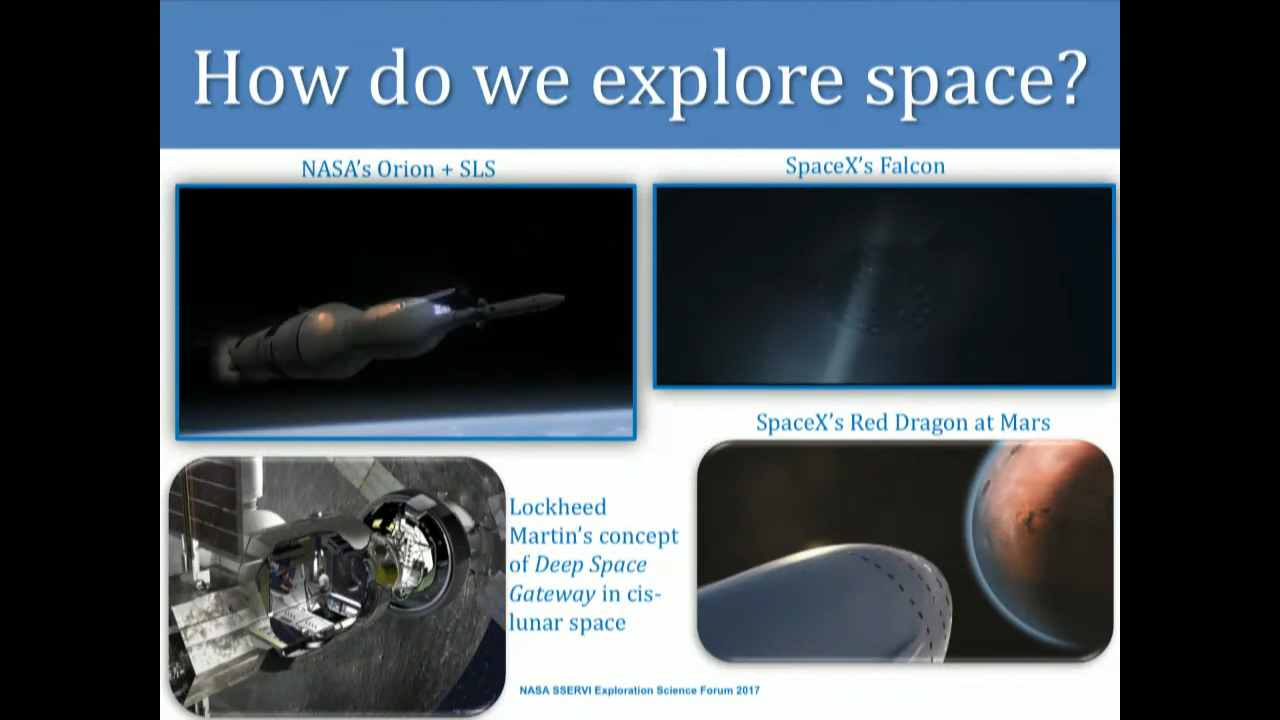 How do we explore space?
NASA’s Orion + SLS
SpaceX’s Falcon
SpaceX’s Red Dragon at Mars
Lockheed
Martin’s concept
of Deep Space
Gateway in cis-
lunar space
NASA SSERVI Exploration Science Forum 2017